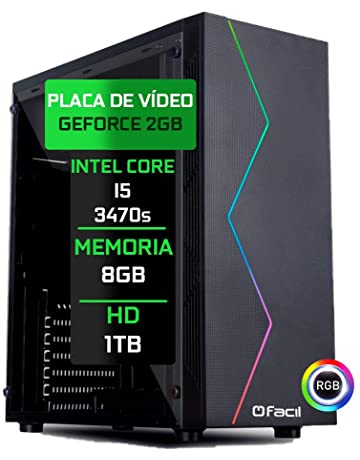 PLACA DE VÍDEO
GEFORCE 2GB
INTEL CORE
I5
3470s
MEMORIA
8GB
HD
1TB
RGB
Facil